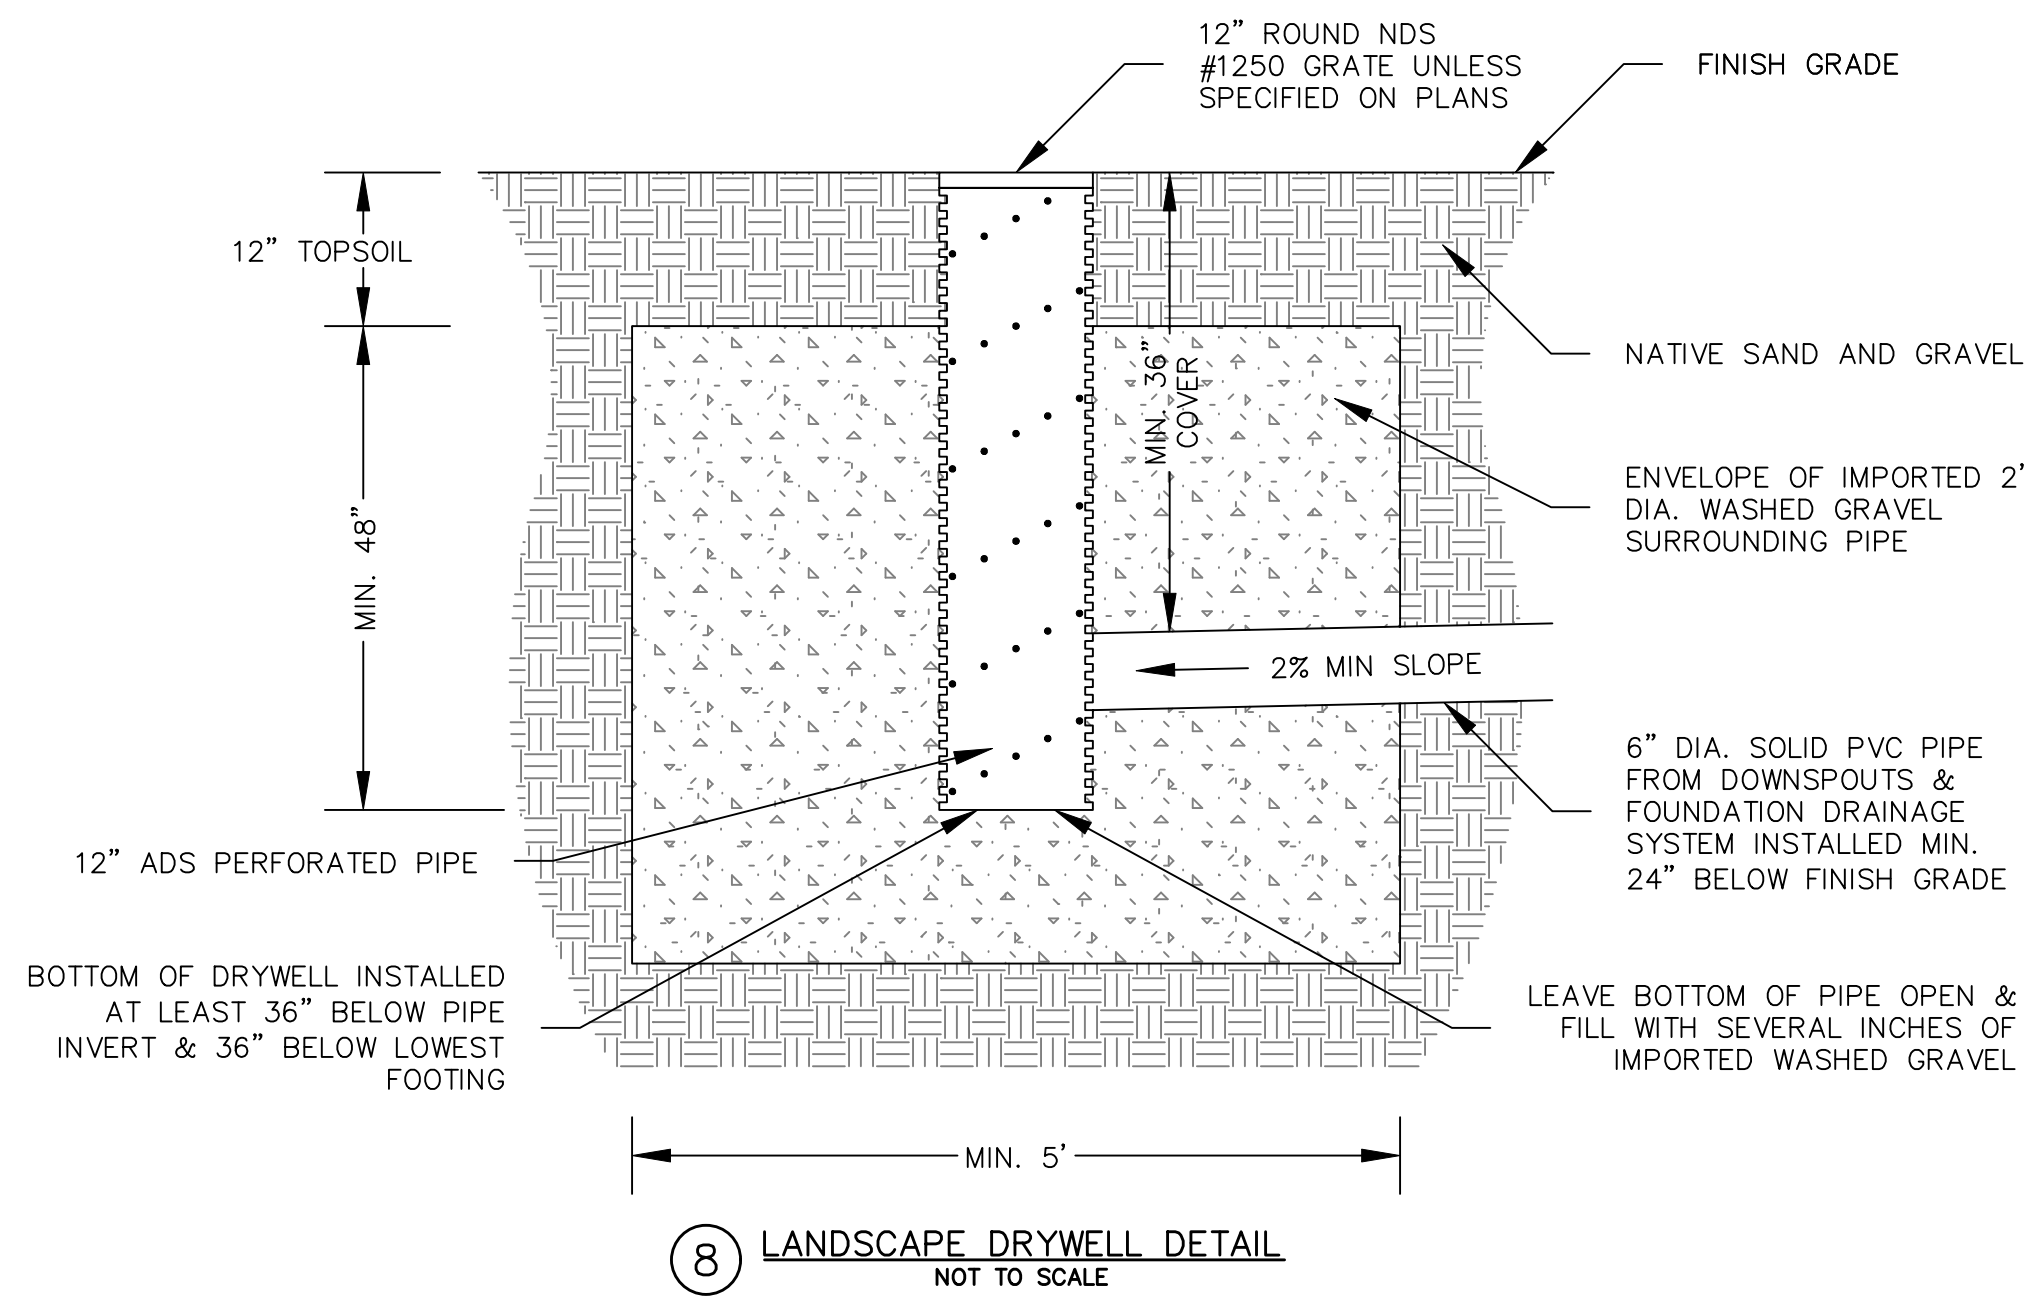 12” ROUND NDS
#1250 GRATE UNLESS
SPECIFIED ON PLANS
FINISH GRADE
12” TOPSOIL
MIN. 48”
MIN. 36”
COVER
NATIVE SAND AND GRAVEL
ENVELOPE OF IMPORTED 2'
DIA. WASHED GRAVEL
SURROUNDING PIPE
2% MIN SLOPE
6” DIA. SOLID PVC PIPE
FROM DOWNSPOUTS &
FOUNDATION DRAINAGE
SYSTEM INSTALLED MIN.
24” BELOW FINISH GRADE
12” ADS PERFORATED PIPE
BOTTOM OF DRYWELL INSTALLED
AT LEAST 36” BELOW PIPE
INVERT & 36” BELOW LOWEST
FOOTING
LEAVE BOTTOM OF PIPE OPEN &
FILL WITH SEVERAL INCHES OF
IMPORTED WASHED GRAVEL
MIN. 5'
8 LANDSCAPE DRYWELL DETAIL
NOT TO SCALE